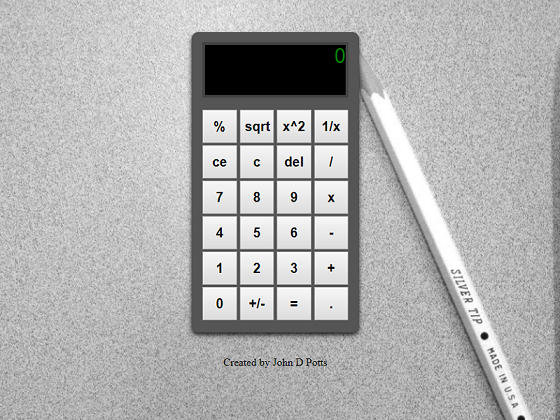 0
% sqrt x^2 1/x
ce c del /
7 8 9 x
4 5 6 -
1 2 3 +
0 +/- = .
SILVER TIP
MADE IN U.S.A
Created by John D Potts